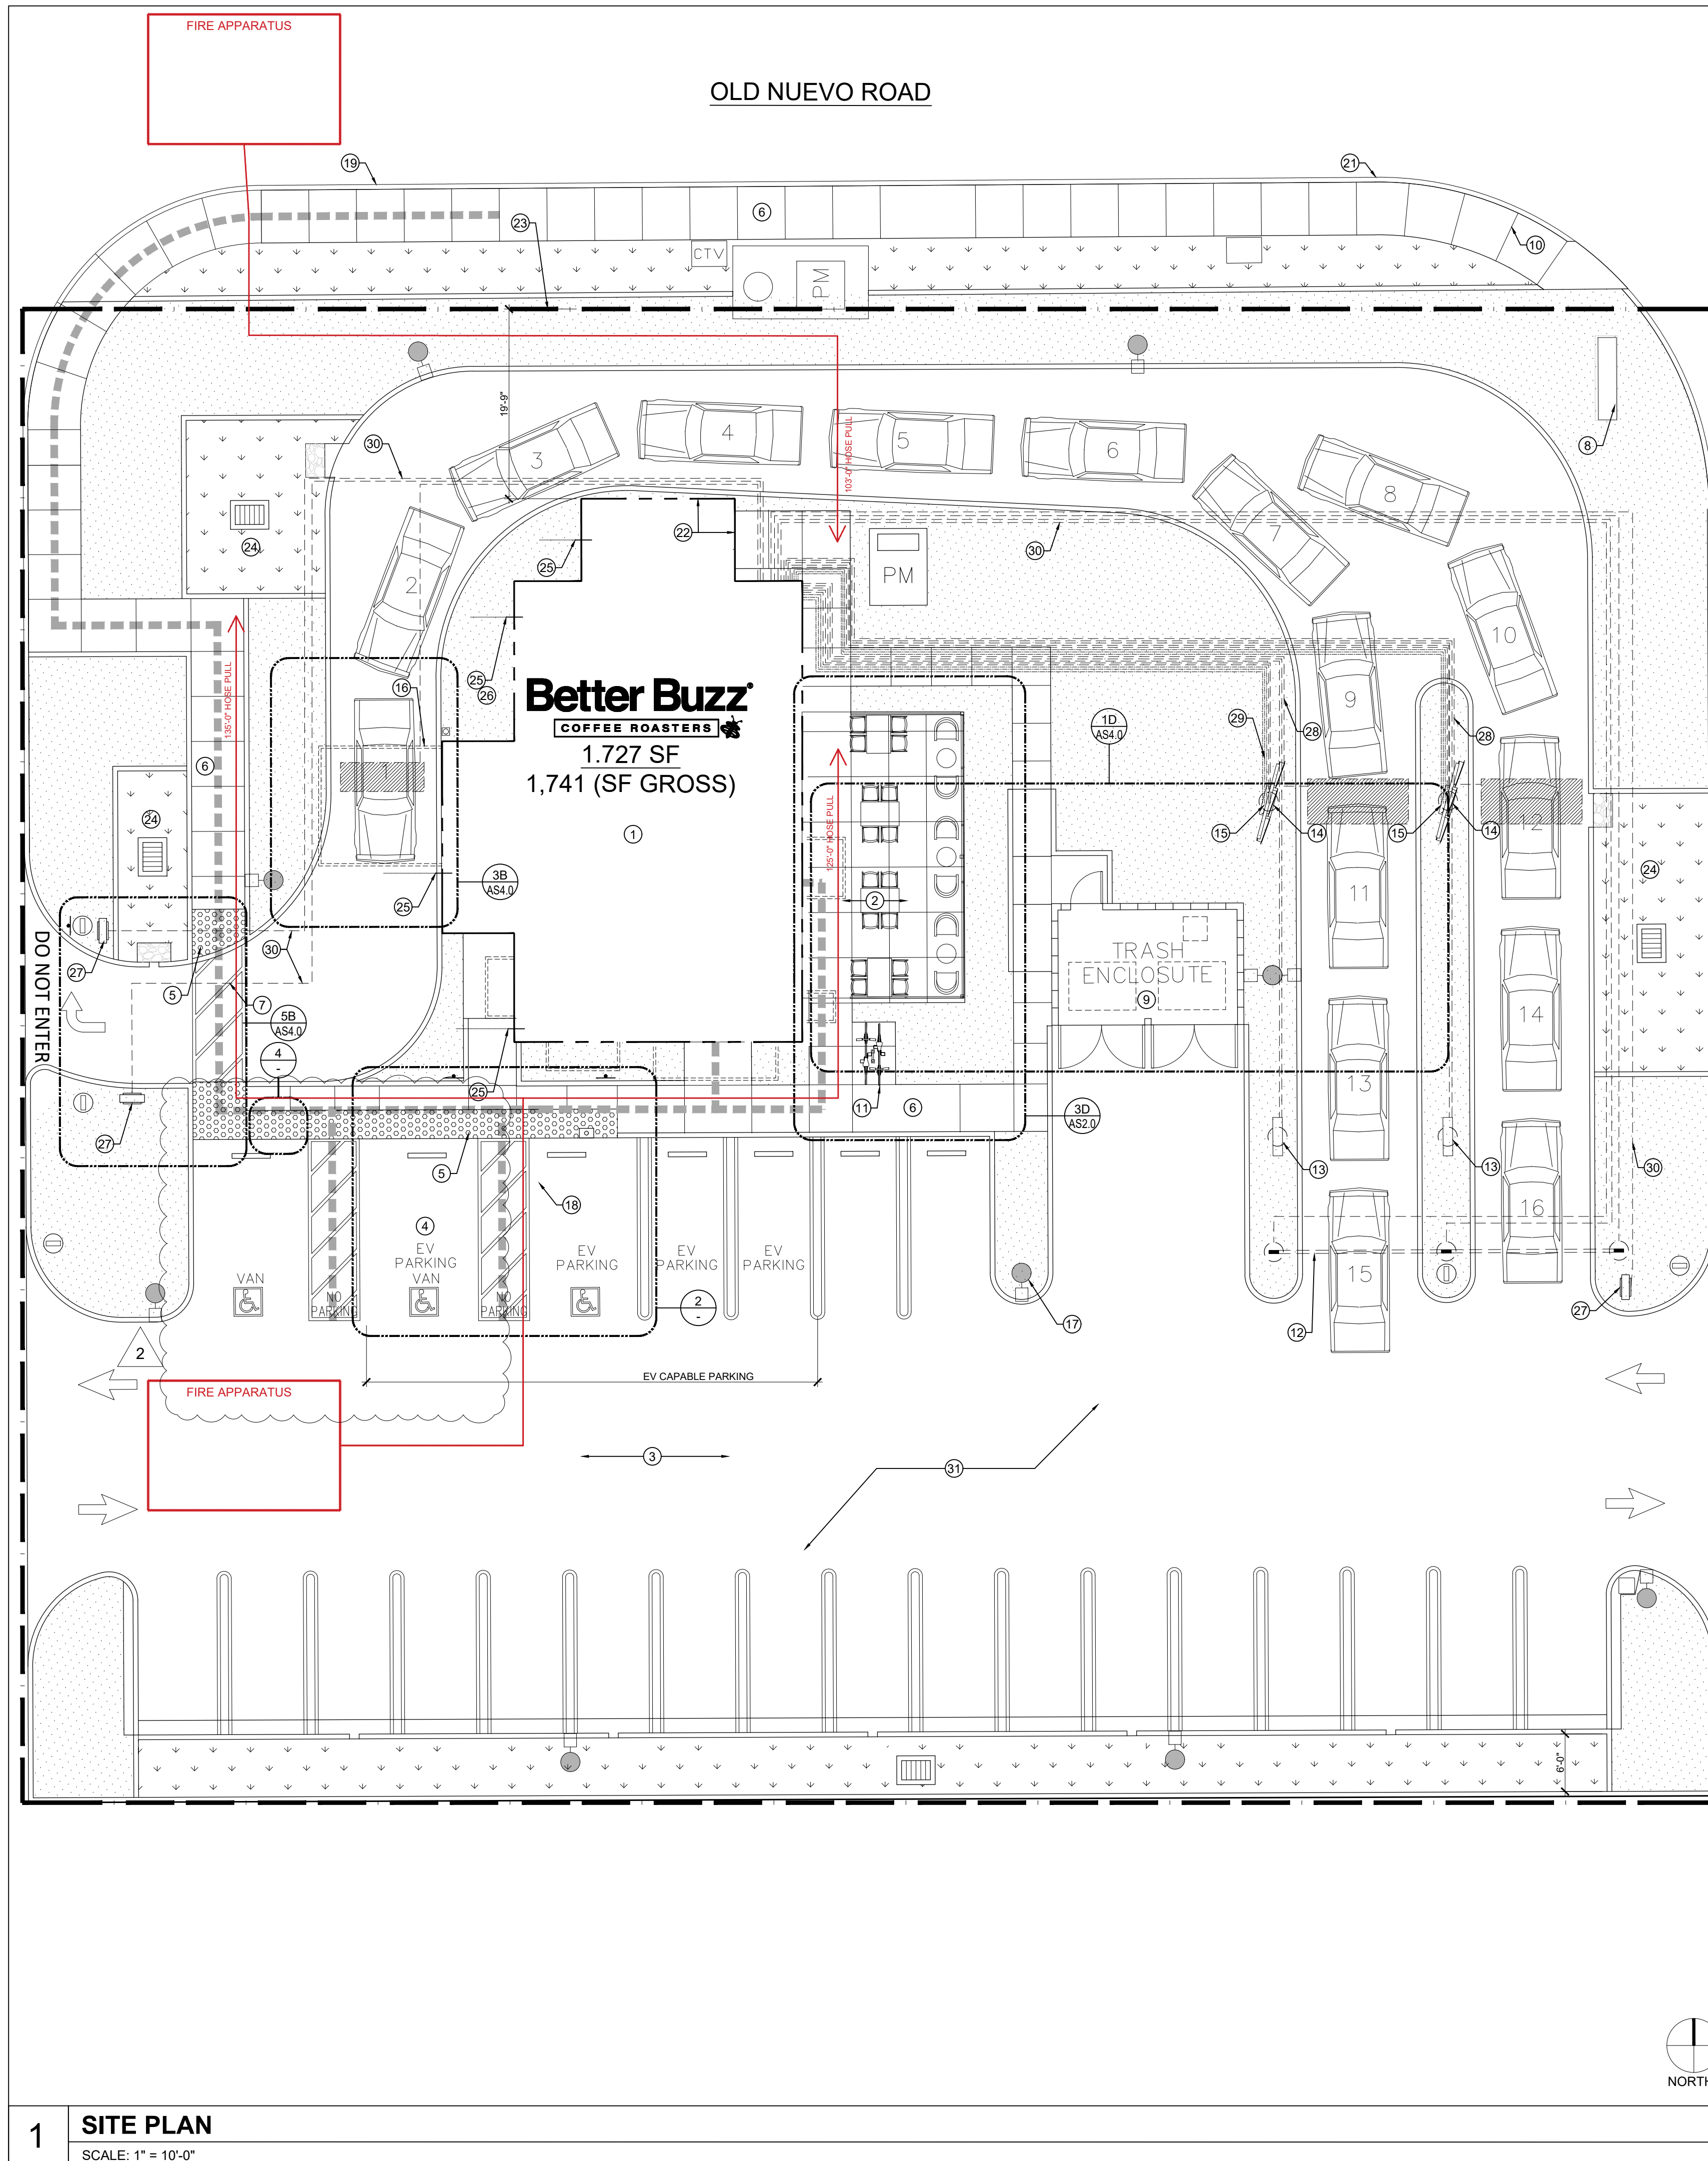 FIRE APPARATUS
OLD NUEVO ROAD
19
21
6
23
10
CTV
PM
19'-9"
30
3
4
5
6
103'-0" HOSE PULL
8
8
7
24
2
25
22
PM
30
10
25
26
16
135'-0" HOSE PULL
Better Buzz®
COFFEE ROASTERS
1.727 SF
1,741 (SF GROSS)
1
1D
AS4.0
29
28
9
28
6
1
24
125'-0" HOSE PULL
15
14
15
14
12
24
3B
AS4.0
25
2
11
DO NOT ENTER
27
5
30
7
5B
AS4.0
4
-
TRASH
ENCLOSUTE
9
14
27
25
11
6
3D
AS2.0
13
5
18
13
13
30
4
EV
PARKING
VAN
VAN
NO
PARKING
NO
PARKING
EV
PARKING
EV
PARKING
EV
PARKING
2
-
17
12
15
16
27
2
EV CAPABLE PARKING
FIRE APPARATUS
3
31
6'-0"
NORTH
1
SITE PLAN
SCALE: 1" = 10'-0"